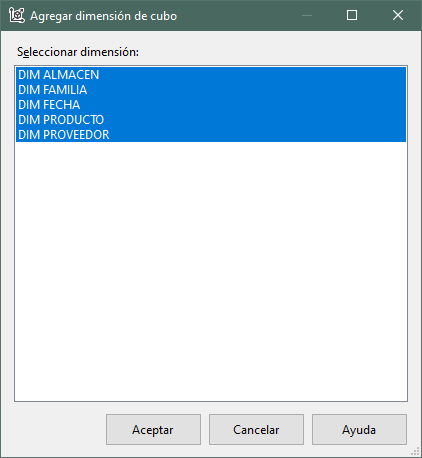 Agregar dimensión de cubo
Seleccionar dimensión:
DIM ALMACEN
DIM FAMILIA
DIM FECHA
DIM PRODUCTO
DIM PROVEEDOR
Aceptar Cancelar Ayuda